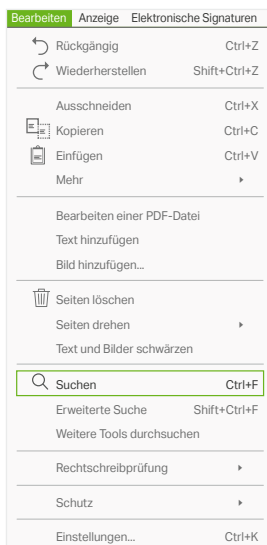 Bearbeiten Anzeige Elektronische Signaturen
Rückgängig Ctrl+Z
Wiederherstellen Shift+Ctrl+Z
Ausschneiden Ctrl+X
Kopieren Ctrl+C
Einfügen Ctrl+V
Mehr
Bearbeiten einer PDF-Datei
Text hinzufügen
Bild hinzufügen...
Seiten löschen
Seiten drehen
Text und Bilder schwärzen
Suchen Ctrl+F
Erweiterte Suche Shift+Ctrl+F
Weitere Tools durchsuchen
Rechtschreibprüfung
Schutz
Einstellungen... Ctrl+K